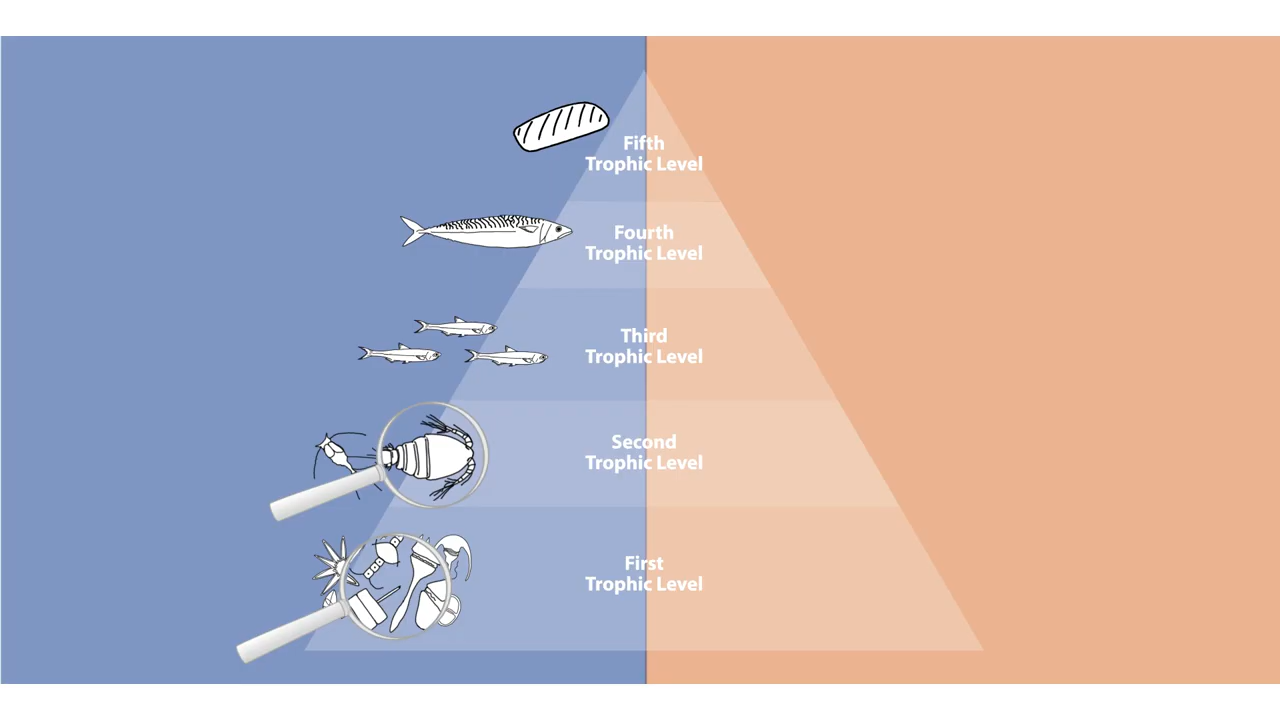 Fifth
Trophic Level
Fourth
Trophic Level
Third
Trophic Level
Second
Trophic Level
First
Trophic Level